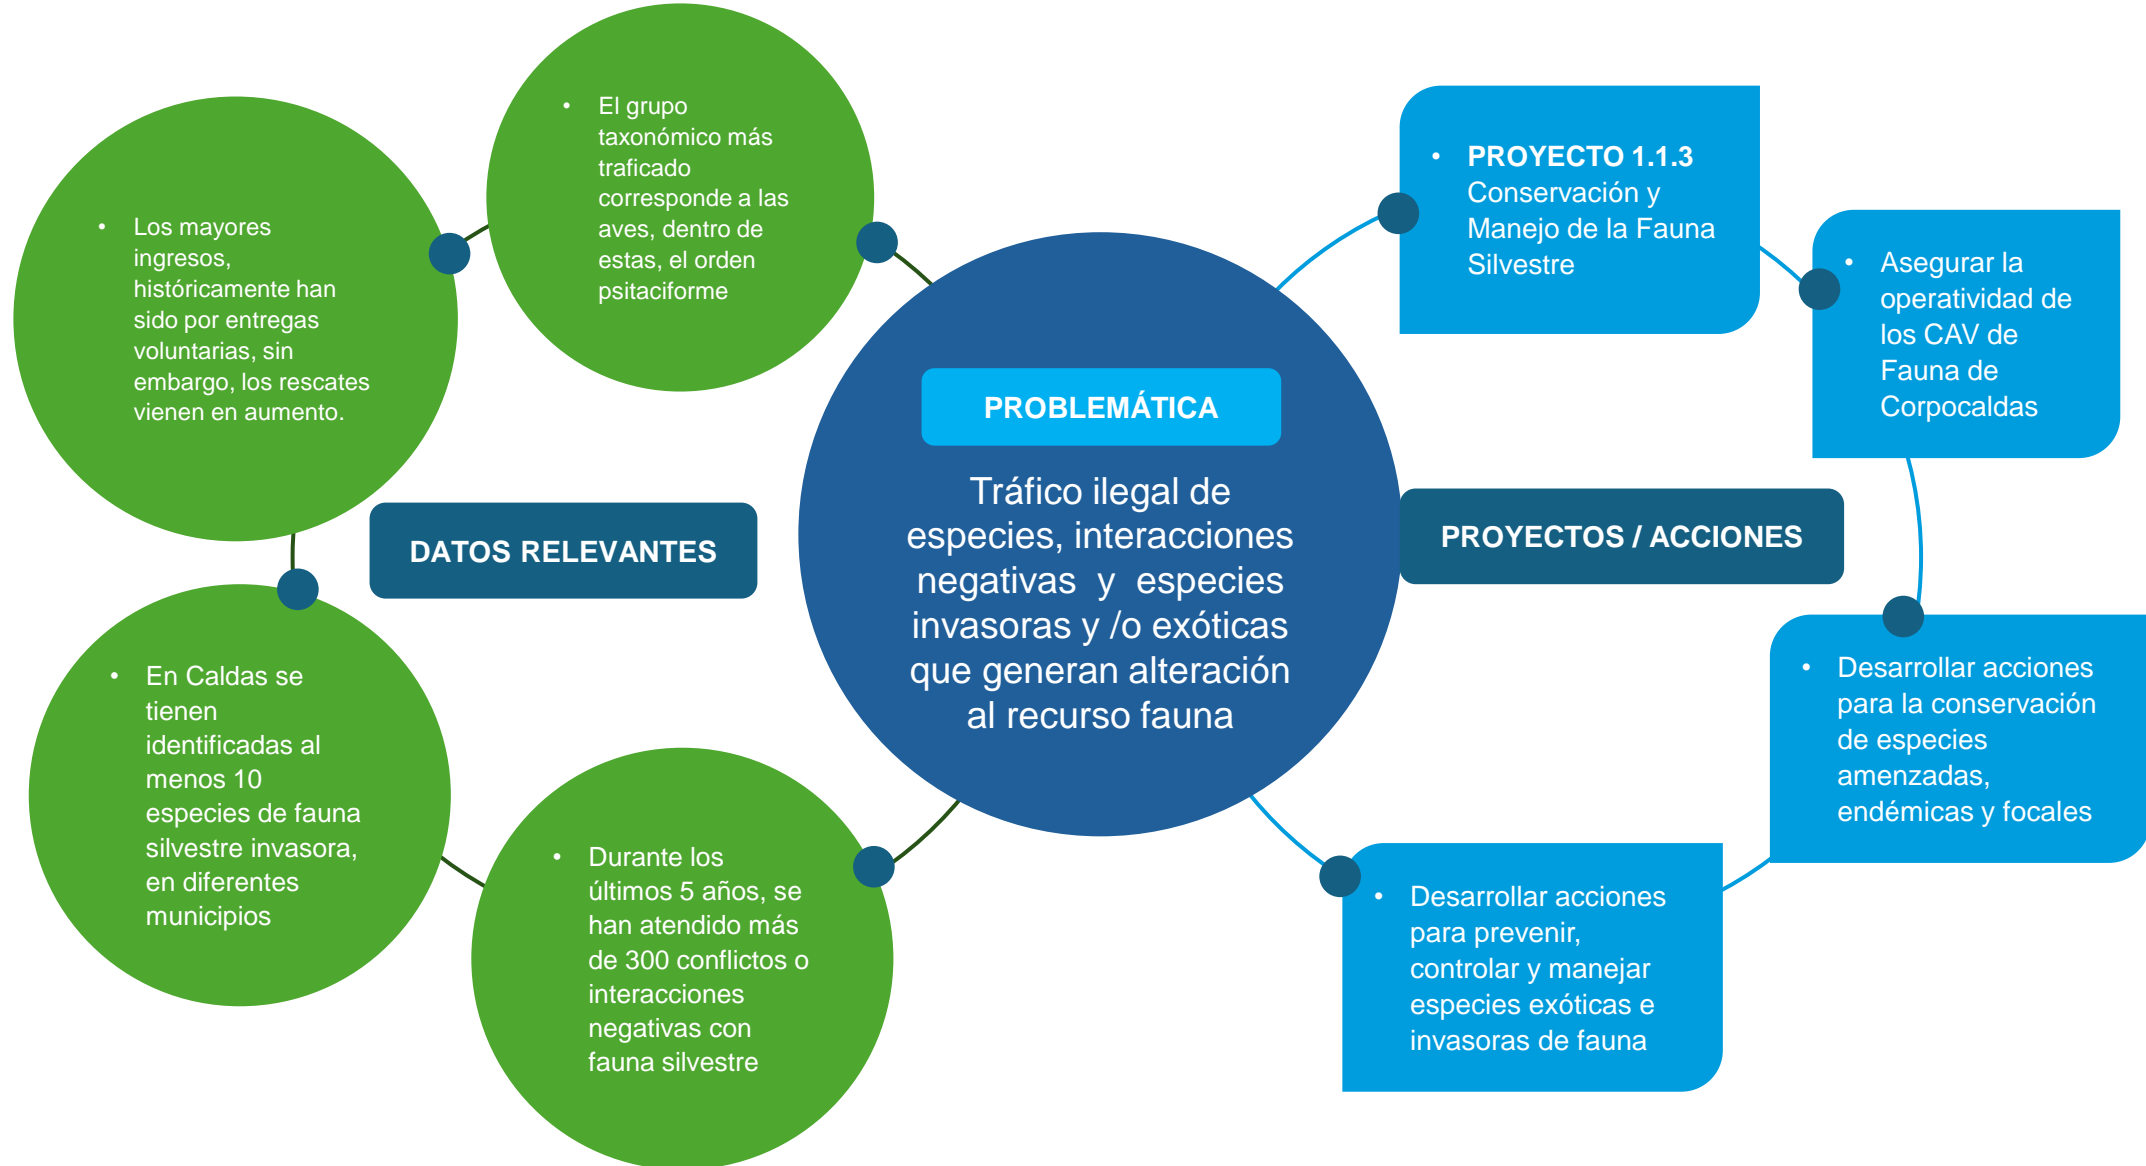 • El grupo
taxonómico más
traficado
corresponde a las
aves, dentro de
estas, el orden
psitaciforme
• Los mayores
ingresos,
históricamente han
sido por entregas
voluntarias, sin
embargo, los rescates
vienen en aumento.
DATOS RELEVANTES
• En Caldas se
tienen
identificadas al
menos 10
especies de fauna
silvestre invasora,
en diferentes
municipios
• Durante los
últimos 5 años, se
han atendido más
de 300 conflictos o
interacciones
negativas con
fauna silvestre
PROBLEMÁTICA
Tráfico ilegal de
especies, interacciones
negativas y especies
invasoras y /o exóticas
que generan alteración
al recurso fauna
• PROYECTO 1.1.3
Conservación y
Manejo de la Fauna
Silvestre
• Asegurar la
operatividad de
los CAV de
Fauna de
Corpocaldas
PROYECTOS / ACCIONES
• Desarrollar acciones
para la conservación
de especies
amenzadas,
endémicas y focales
• Desarrollar acciones
para prevenir,
controlar y manejar
especies exóticas e
invasoras de fauna